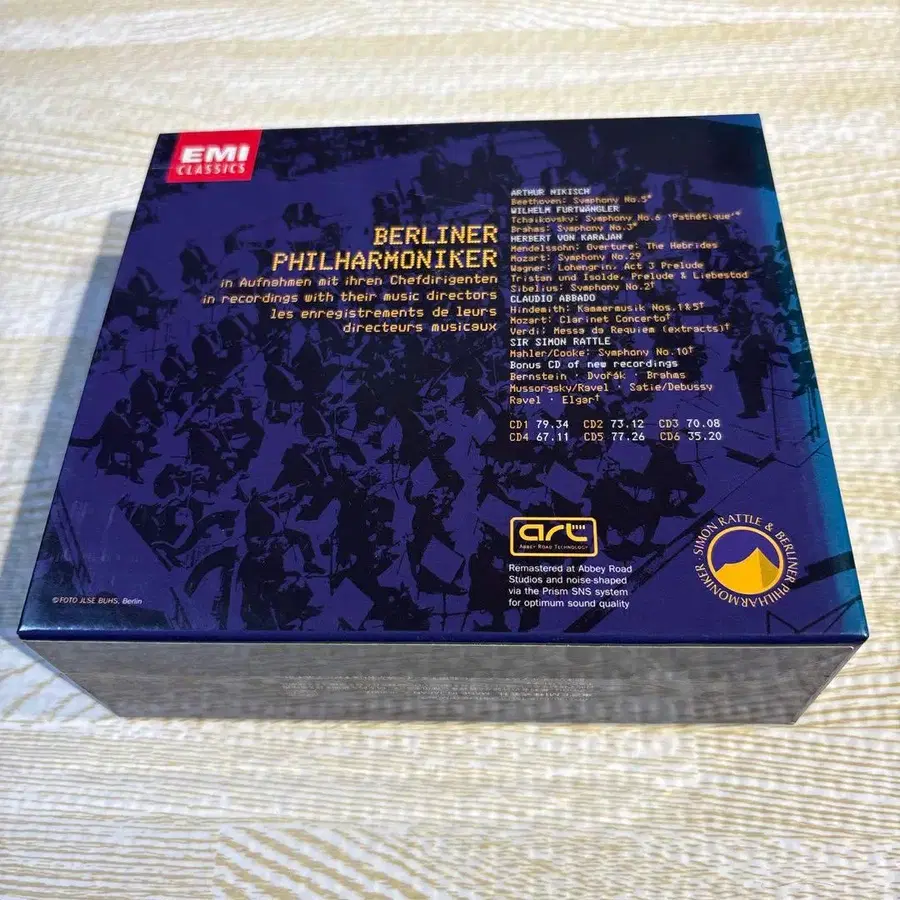 EMI
CLASSICS
BERLINER
PHILHARMONIKER
in Aufnahmen mit ihren Chefdirigenten
in recordings with their music directors
les enregistrements de leurs
directeurs musicaux
ARTHUR NIKISCH
Beethoven: Symphony No.5*
WILHELM FURTWÄNGLER
Tchaikovsky: Symphony No.6 'Pathétique'*
Brahms: Symphony No.3*
HERBERT VON KARAJAN
Mendelssohn: Overture: The Hebrides
Mozart: Symphony No.29
Wagner: Lohengrin: Act 3 Prelude
Tristan und Isolde, Prelude & Liebestod
Sibelius: Symphony No.2†
CLAUDIO ABBADO
Hindemith: Kammermusik Nos.1&5†
Mozart: Clarinet Concerto†
Verdi: Messa da Requiem (extracts)†
SIR SIMON RATTLE
Mahler/Cooke: Symphony No.10†
Bonus CD of new recordings
Bernstein · Dvořák · Brahms
Mussorgsky/Ravel · Satie/Debussy
Ravel · Elgar†
CD1 79.34 CD2 73.12 CD3 70.08
CD4 67.11 CD5 77.26 CD6 35.20
art
ABBEY ROAD TECHNOLOGY
Remastered at Abbey Road
Studios and noise-shaped
via the Prism SNS system
for optimum sound quality
SIMON RATTLE & BERLINER PHILHARMONIKER
© FOTO JLSE BUHS, Berlin